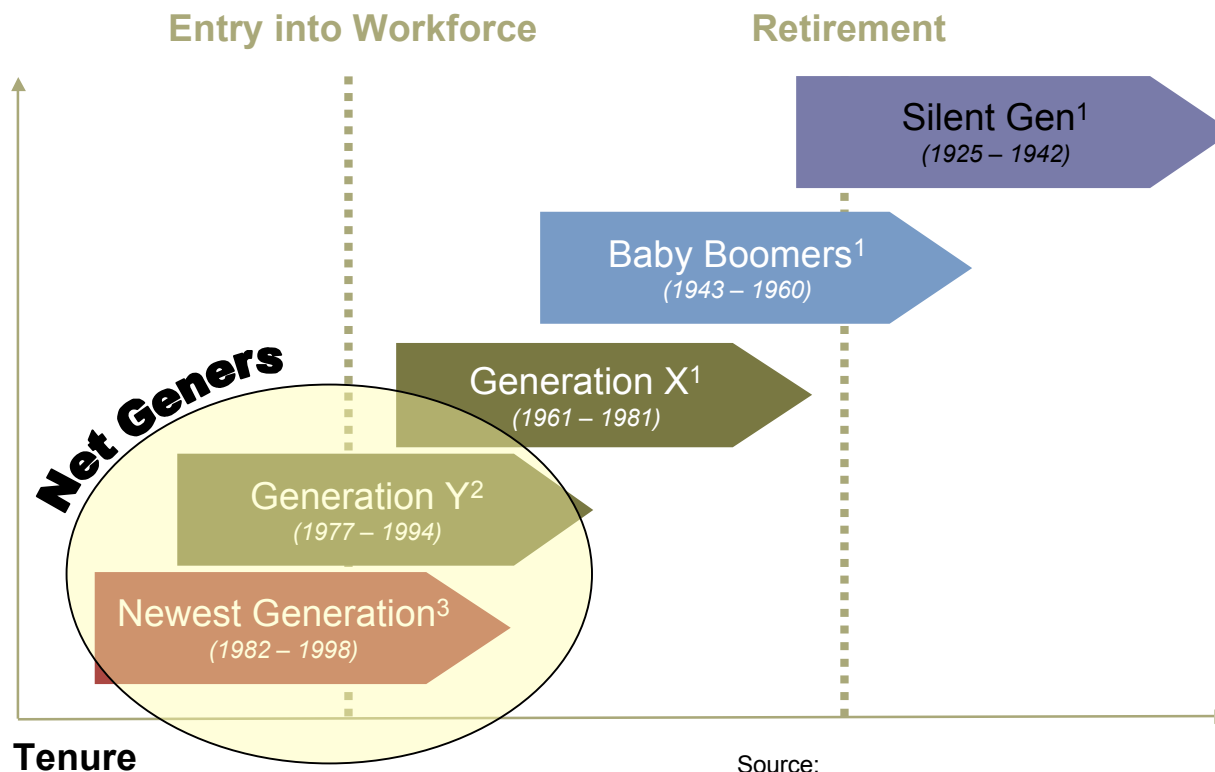 Entry into Workforce
Retirement
Silent Gen¹
(1925 – 1942)
Baby Boomers¹
(1943 – 1960)
Generation X¹
(1961 – 1981)
Net Geners
Generation Y²
(1977 – 1994)
Newest Generation³
(1982 – 1998)
Tenure
Source: